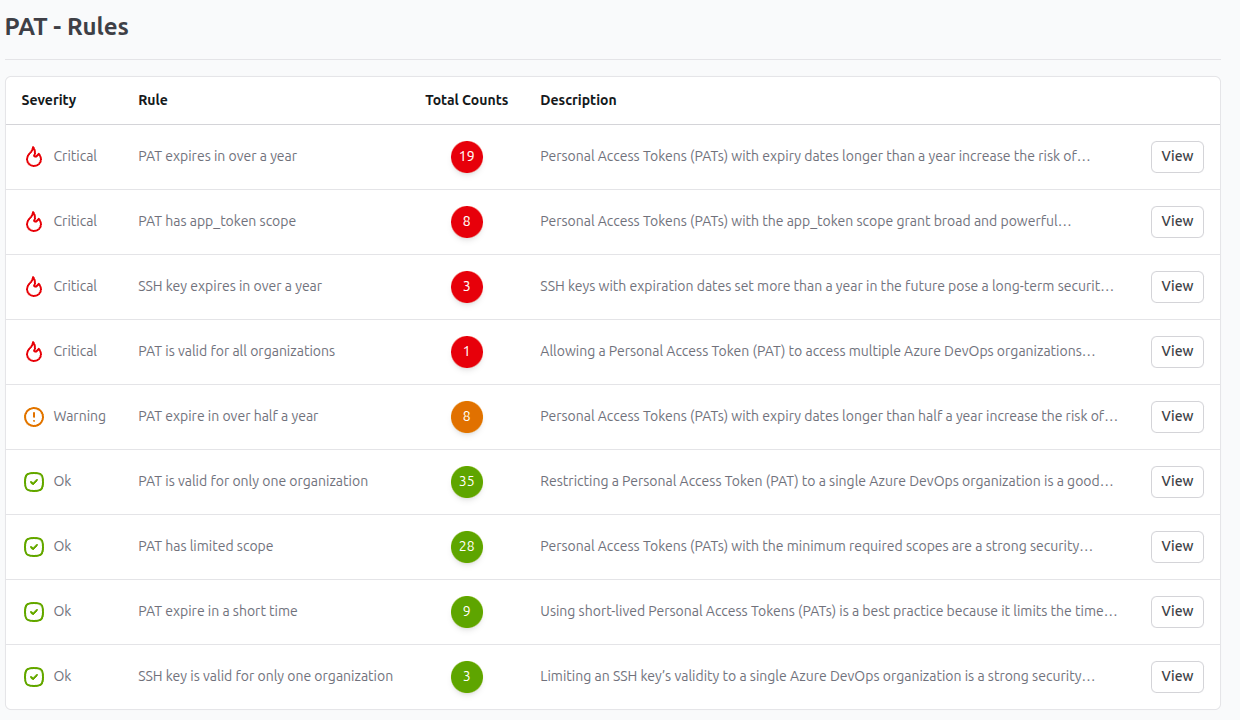 PAT - Rules
Severity Rule Total Counts Description
Critical PAT expires in over a year 19 Personal Access Tokens (PATs) with expiry dates longer than a year increase the risk of… View
Critical PAT has app_token scope 8 Personal Access Tokens (PATs) with the app_token scope grant broad and powerful… View
Critical SSH key expires in over a year 3 SSH keys with expiration dates set more than a year in the future pose a long-term securit… View
Critical PAT is valid for all organizations 1 Allowing a Personal Access Token (PAT) to access multiple Azure DevOps organizations… View
Warning PAT expire in over half a year 8 Personal Access Tokens (PATs) with expiry dates longer than half a year increase the risk of… View
Ok PAT is valid for only one organization 35 Restricting a Personal Access Token (PAT) to a single Azure DevOps organization is a good… View
Ok PAT has limited scope 28 Personal Access Tokens (PATs) with the minimum required scopes are a strong security… View
Ok PAT expire in a short time 9 Using short-lived Personal Access Tokens (PATs) is a best practice because it limits the time… View
Ok SSH key is valid for only one organization 3 Limiting an SSH key's validity to a single Azure DevOps organization is a strong security… View